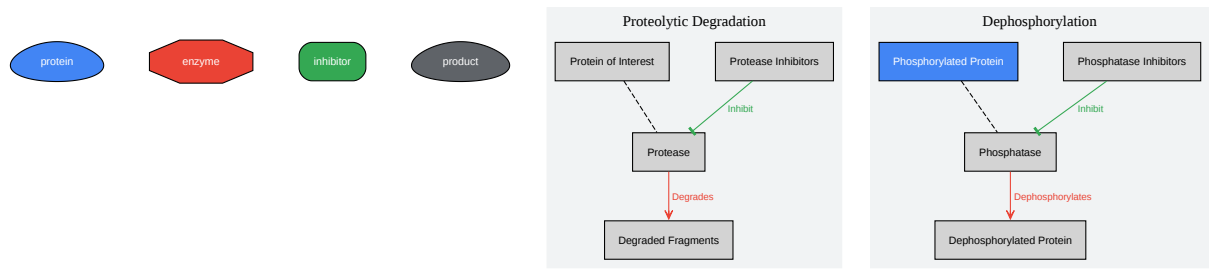 protein
enzyme
inhibitor
product
Proteolytic Degradation
Protein of Interest
Protease Inhibitors
Inhibit
Protease
Degrades
Degraded Fragments
Dephosphorylation
Phosphorylated Protein
Phosphatase Inhibitors
Inhibit
Phosphatase
Dephosphorylates
Dephosphorylated Protein